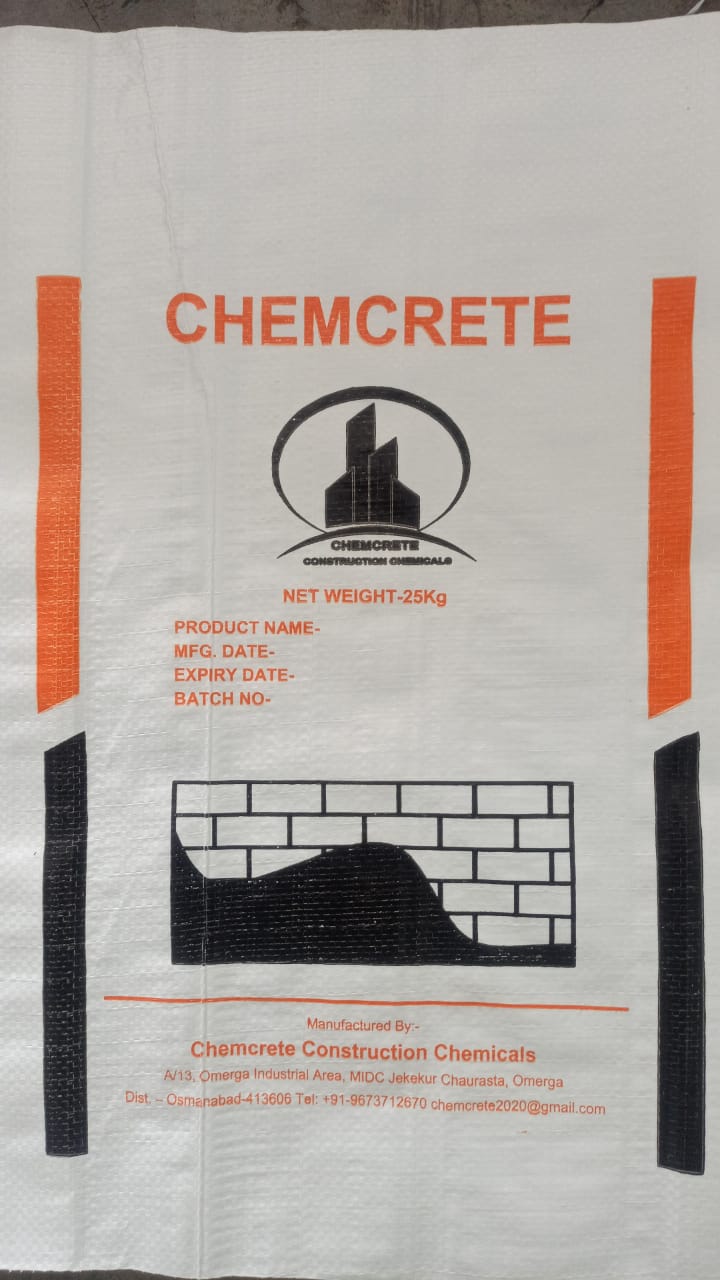 CHEMCRETE
CHEMCRETE
CONSTRUCTION CHEMICALS
NET WEIGHT-25Kg
PRODUCT NAME-
MFG. DATE-
EXPIRY DATE-
BATCH NO-
Manufactured By:-
Chemcrete Construction Chemicals
A/13, Omerga Industrial Area, MIDC Jekekur Chaurasta, Omerga
Dist. – Osmanabad-413606 Tel: +91-9673712670 chemcrete2020@gmail.com